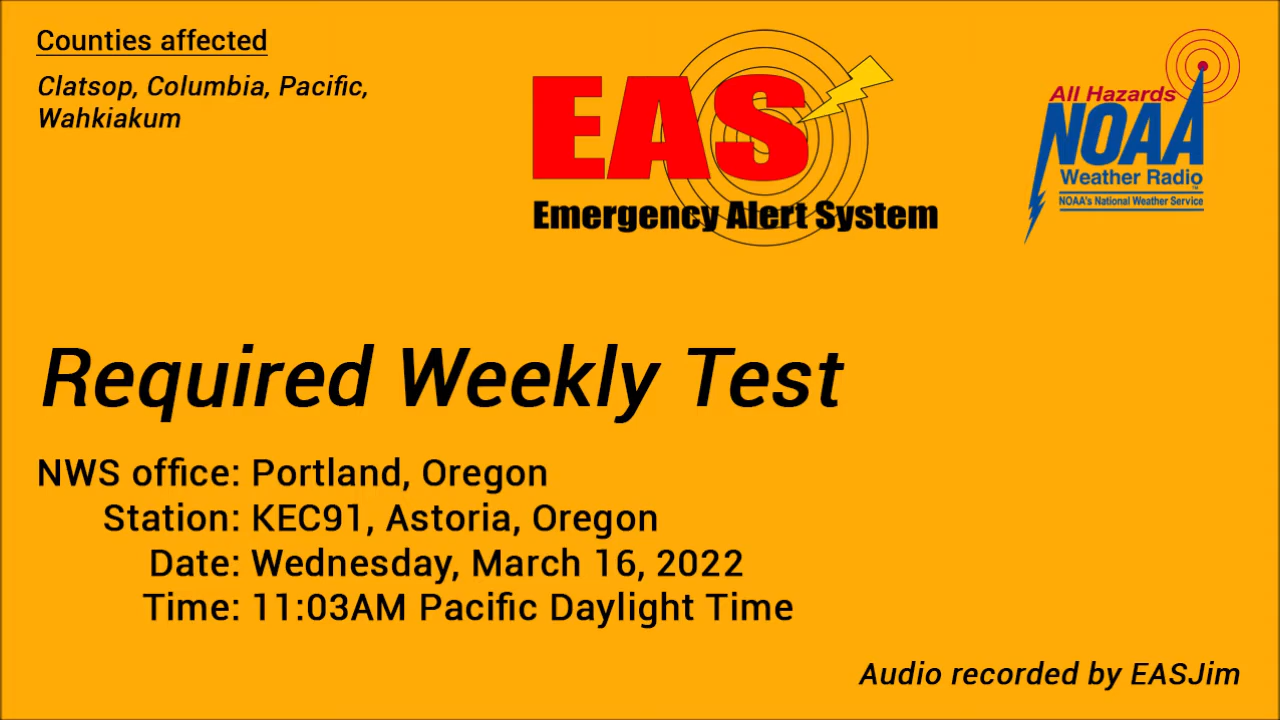 Counties affected
Clatsop, Columbia, Pacific,
Wahkiakum
EAS
Emergency Alert System
All Hazards
NOAA
Weather Radio
TM
NOAA's National Weather Service
Required Weekly Test
NWS office: Portland, Oregon
Station: KEC91, Astoria, Oregon
Date: Wednesday, March 16, 2022
Time: 11:03AM Pacific Daylight Time
Audio recorded by EASJim